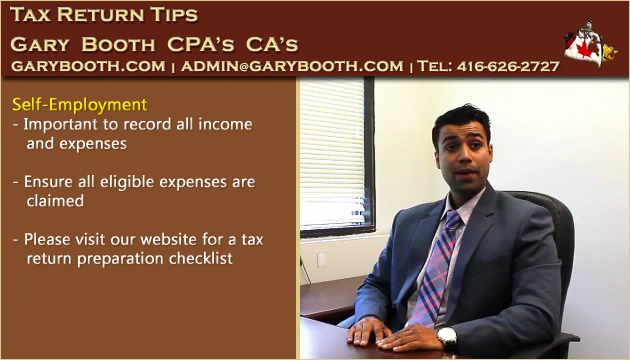 Tax Return Tips
Gary Booth CPA's CA's
garybooth.com | admin@garybooth.com | Tel: 416-626-2727
Self-Employment
- Important to record all income
and expenses
- Ensure all eligible expenses are
claimed
- Please visit our website for a tax
return preparation checklist